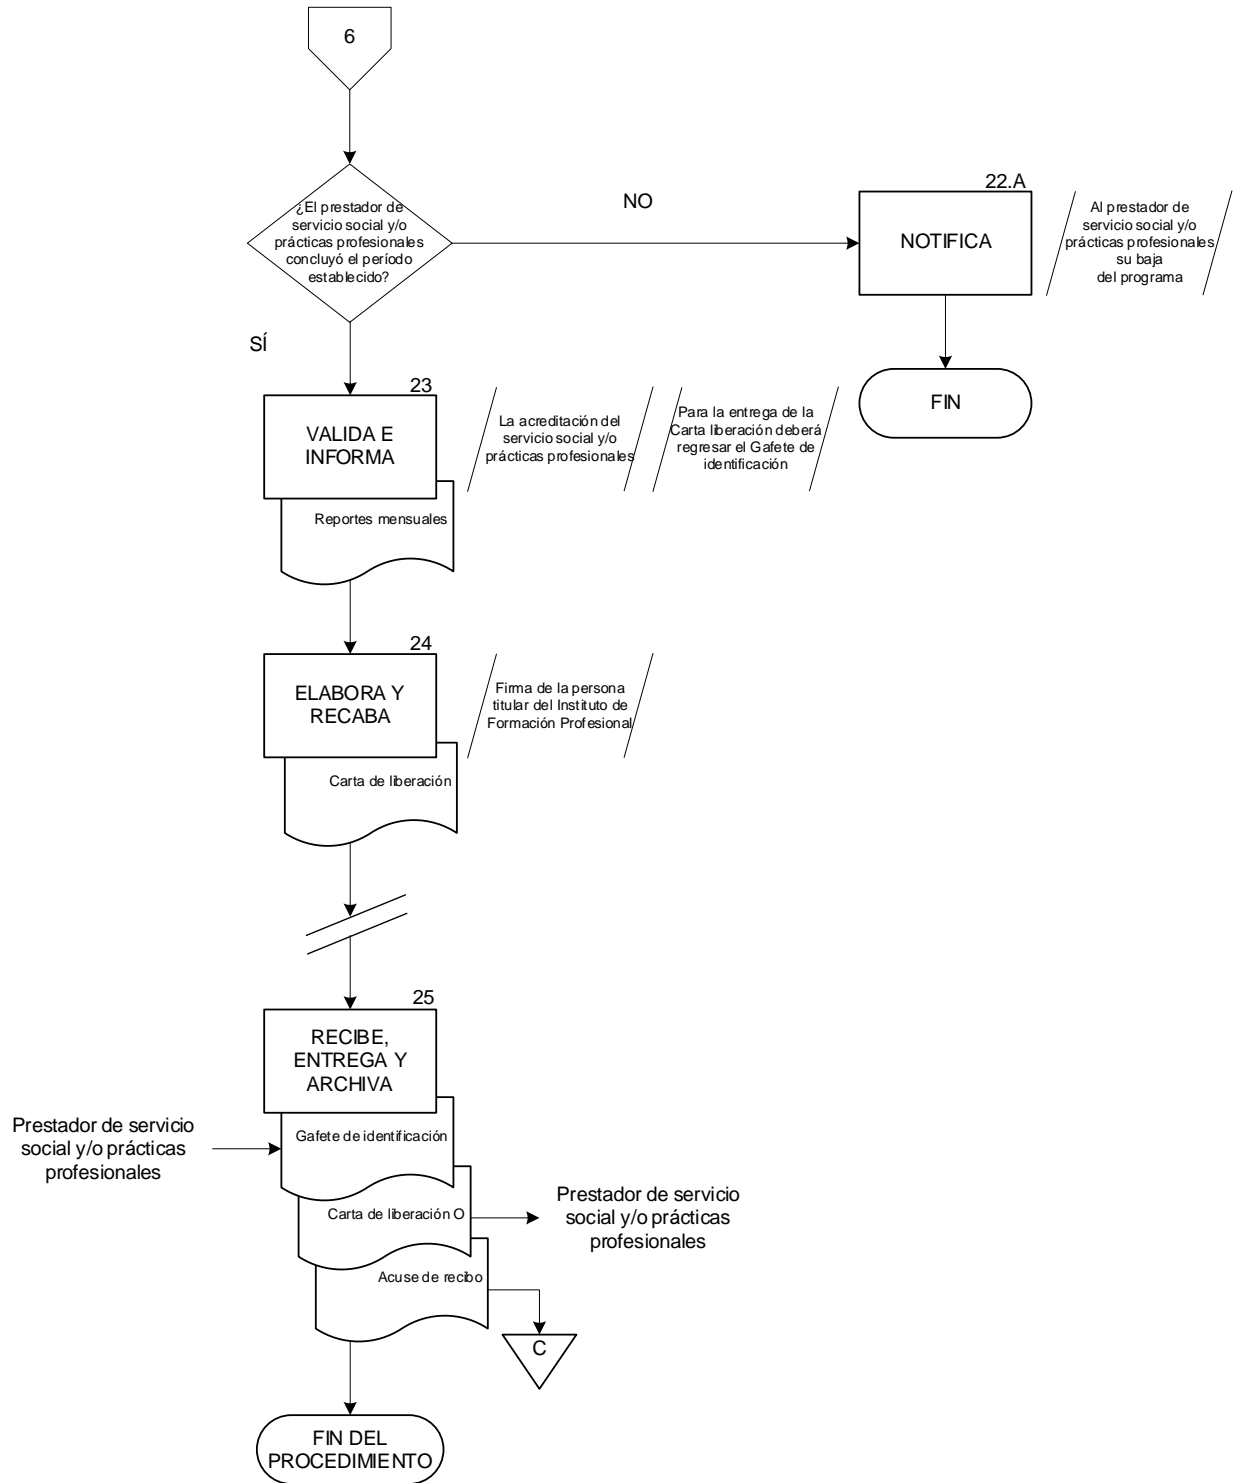 6
¿El prestador de
servicio social y/o
prácticas profesionales
concluyó el período
establecido?
NO
22.A
NOTIFICA
Al prestador de
servicio social y/o
prácticas profesionales
su baja
del programa
FIN
SÍ
23
VALIDA E
INFORMA
La acreditación del
servicio social y/o
prácticas profesionales
Para la entrega de la
Carta liberación deberá
regresar el Gafete de
identificación
Reportes mensuales
24
ELABORA Y
RECABA
Firma de la persona
titular del Instituto de
Formación Profesional
Carta de liberación
25
RECIBE,
ENTREGA Y
ARCHIVA
Prestador de servicio
social y/o prácticas
profesionales
Gafete de identificación
Carta de liberación O
Prestador de servicio
social y/o prácticas
profesionales
Acuse de recibo
C
FIN DEL
PROCEDIMIENTO